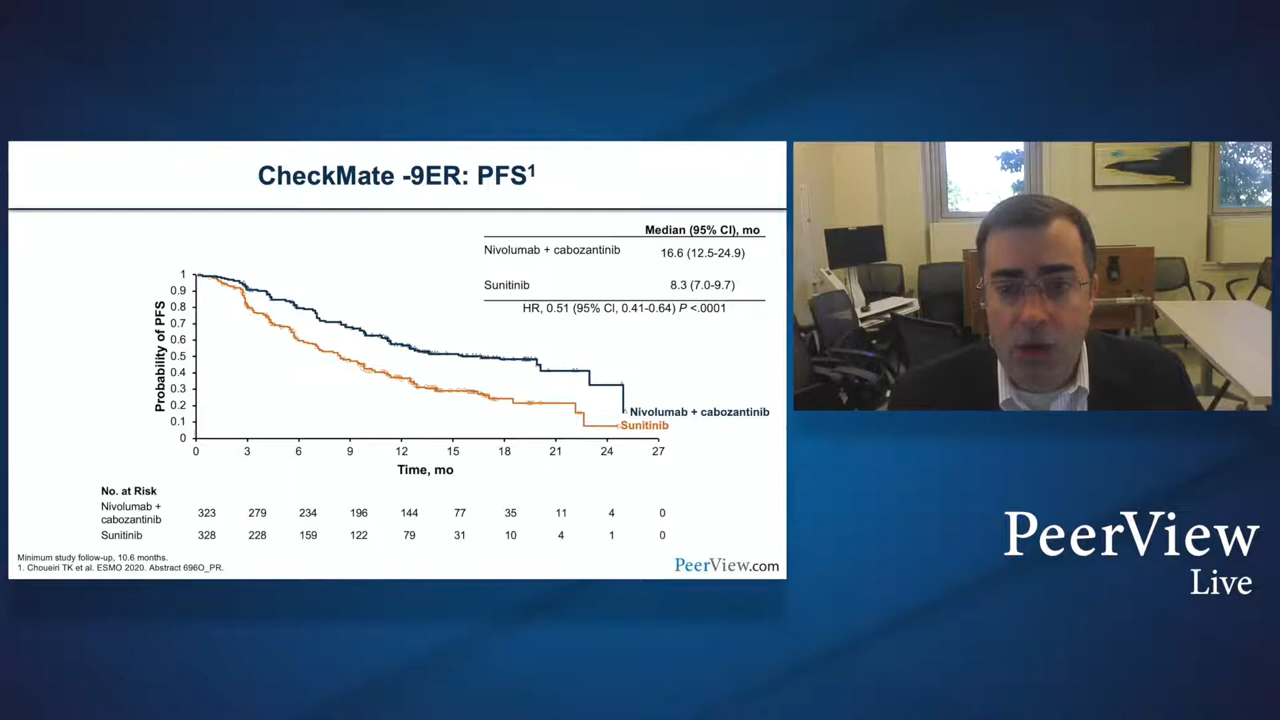 CheckMate -9ER: PFS1
Median (95% CI), mo
Nivolumab + cabozantinib 16.6 (12.5-24.9)
Sunitinib 8.3 (7.0-9.7)
HR, 0.51 (95% CI, 0.41-0.64) P <.0001
Probability of PFS
1
0.9
0.8
0.7
0.6
0.5
0.4
0.3
0.2
0.1
0
Nivolumab + cabozantinib
Sunitinib
0 3 6 9 12 15 18 21 24 27
Time, mo
No. at Risk
Nivolumab +
cabozantinib 323 279 234 196 144 77 35 11 4 0
Sunitinib 328 228 159 122 79 31 10 4 1 0
Minimum study follow-up, 10.6 months.
1. Choueiri TK et al. ESMO 2020. Abstract 696O_PR.
PeerView.com
PeerView
Live